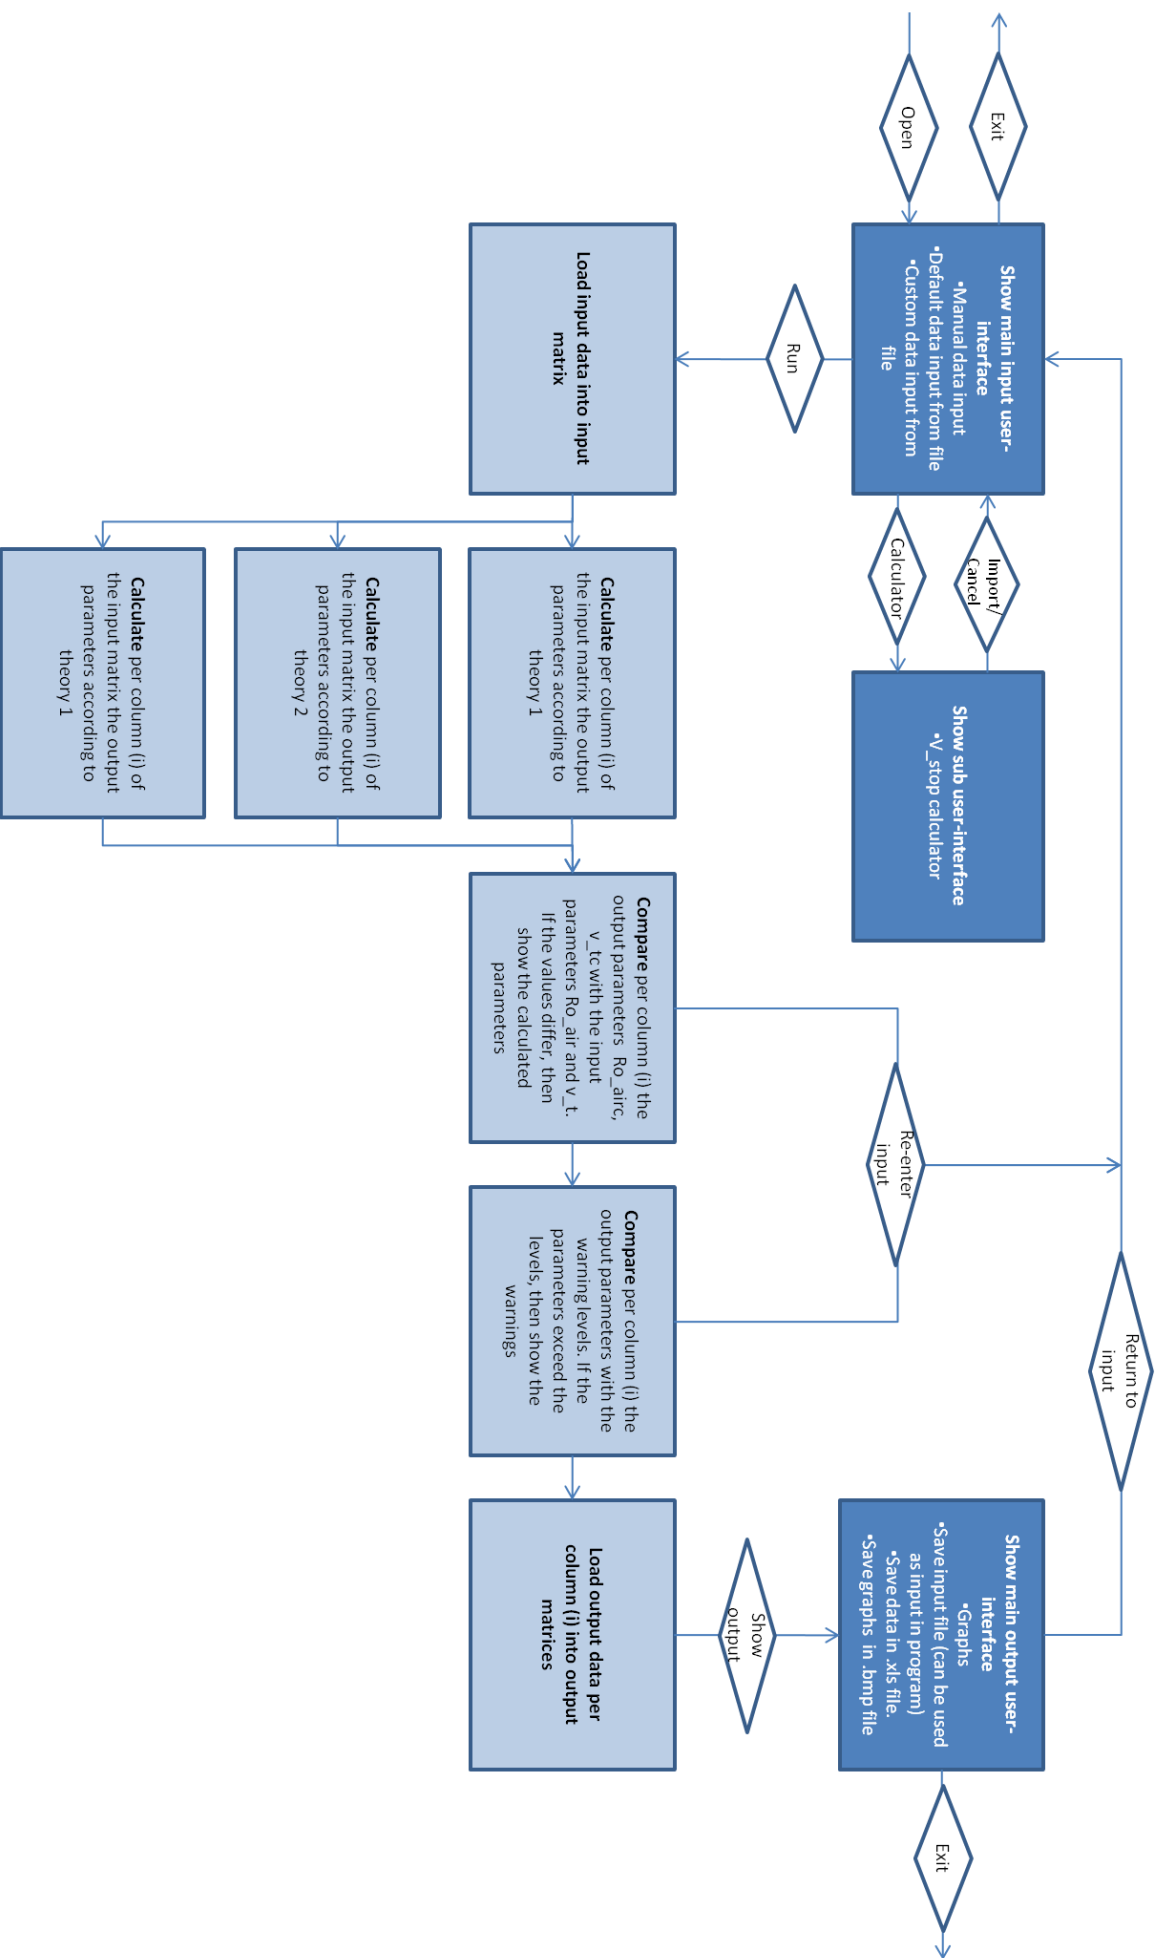 Exit
Open
Show main input user-
interface
•Manual data input
•Default data input from file
•Custom data input from
file
Import/
Cancel
Calculator
Show sub user-interface
•V_stop calculator
Return to
input
Re-enter
input
Show main output user-
interface
•Graphs
•Save input file (can be used
as input in program)
•Save data in .xls file.
•Save graphs in .bmp file
Exit
Run
Show
output
Load input data into input
matrix
Calculate per column (i) of
the input matrix the output
parameters according to
theory 1
Compare per column (i) the
output parameters Ro_airc,
v_tc with the input
parameters Ro_air and v_t.
If the values differ, then
show the calculated
parameters
Compare per column (i) the
output parameters with the
warning levels. If the
parameters exceed the
levels, then show the
warnings
Load output data per
column (i) into output
matrices
Calculate per column (i) of
the input matrix the output
parameters according to
theory 2
Calculate per column (i) of
the input matrix the output
parameters according to
theory 1